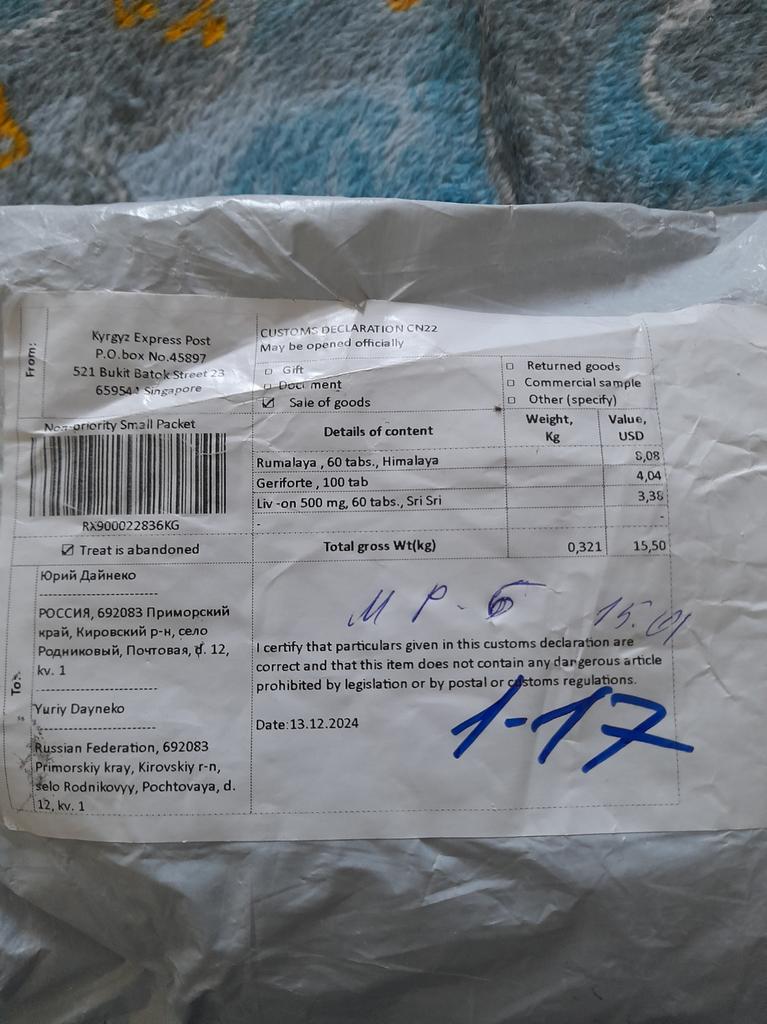 From:
Kyrgyz Express Post
P.O.box No.45897
521 Bukit Batok Street 23
659541 Singapore
CUSTOMS DECLARATION CN22
May be opened officially
Gift
Document
Sale of goods
Returned goods
Commercial sample
Other (specify)
Non-priority Small Packet
RX900022836KG
Treat is abandoned
Details of content
Weight, Kg
Value, USD
Rumalaya , 60 tabs., Himalaya 8,08
Geriforte , 100 tab 4,04
Liv -on 500 mg, 60 tabs., Sri Sri 3,38
- -
Total gross Wt(kg) 0,321 15,50
To:
Юрий Дайнеко
РОССИЯ, 692083 Приморский
край, Кировский р-н, село
Родниковый, Почтовая, d. 12,
kv. 1
Yuriy Dayneko
Russian Federation, 692083
Primorskiy kray, Kirovskiy r-n,
selo Rodnikovyy, Pochtovaya, d.
12, kv. 1
М Р - Б 15.01
I certify that particulars given in this customs declaration are
correct and that this item does not contain any dangerous article
prohibited by legislation or by postal or customs regulations.
Date:13.12.2024
1-17